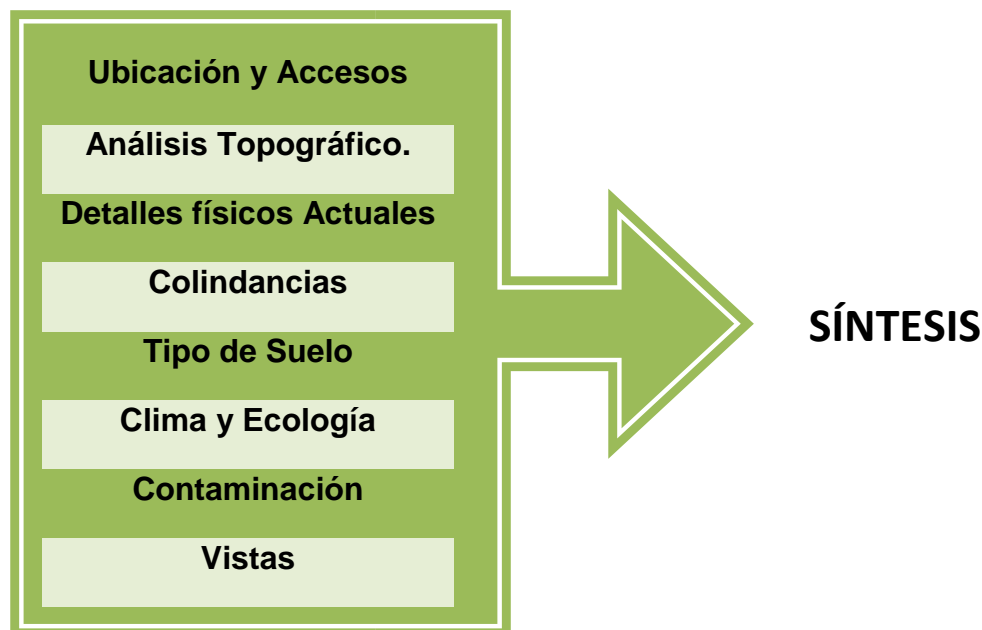 Ubicación y Accesos
Análisis Topográfico.
Detalles físicos Actuales
Colindancias
Tipo de Suelo
Clima y Ecología
Contaminación
Vistas
SÍNTESIS